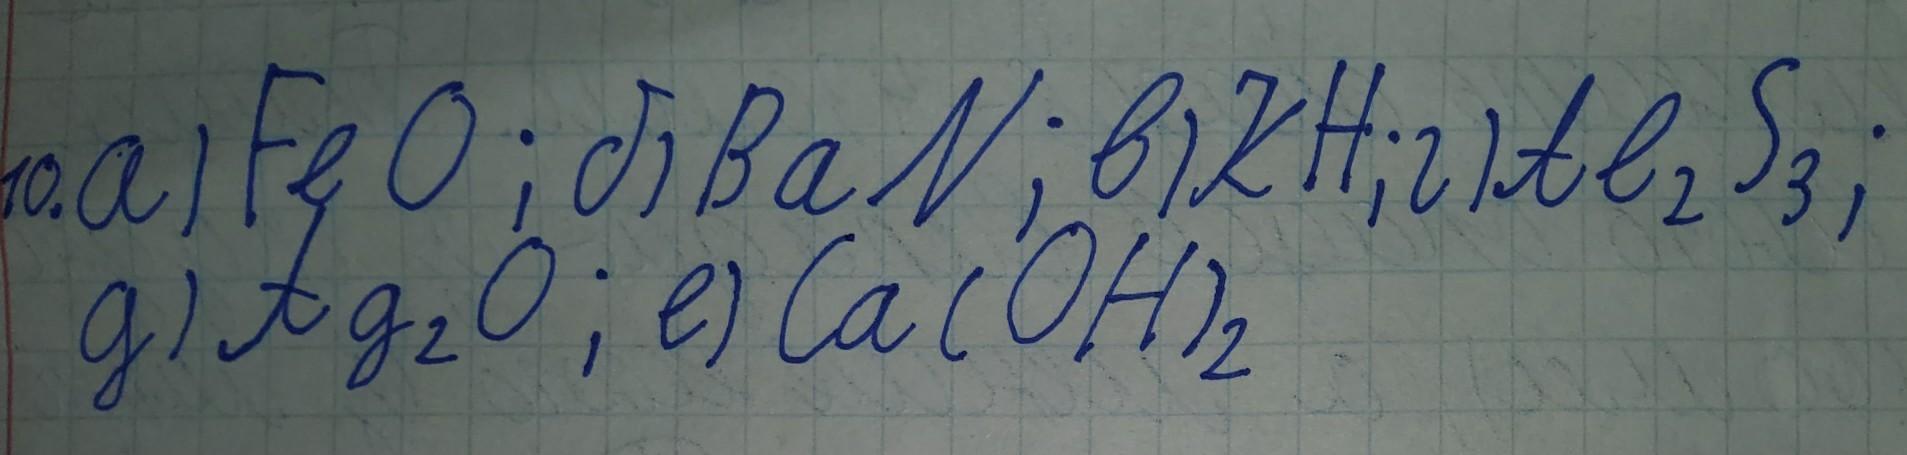 10. а) FeO; б) BaN; в) KH; г) Al₂S₃;
д) Ag₂O; е) Ca(OH)₂